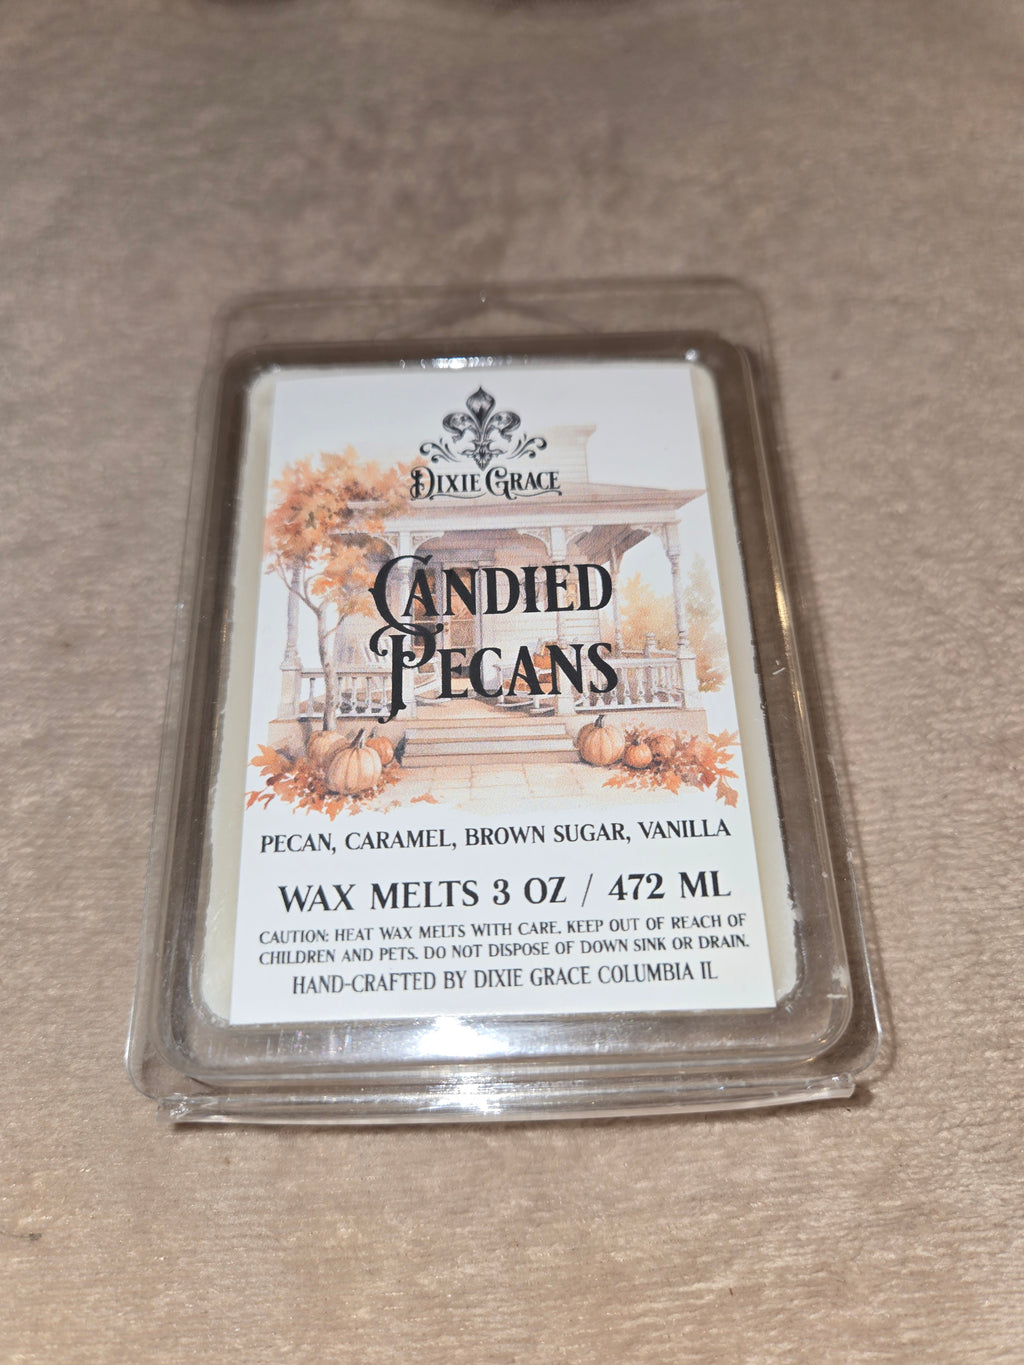 DIXIE GRACE
CANDIED
PECANS
PECAN, CARAMEL, BROWN SUGAR, VANILLA
WAX MELTS 3 OZ / 472 ML
CAUTION: HEAT WAX MELTS WITH CARE. KEEP OUT OF REACH OF
CHILDREN AND PETS. DO NOT DISPOSE OF DOWN SINK OR DRAIN.
HAND-CRAFTED BY DIXIE GRACE COLUMBIA IL